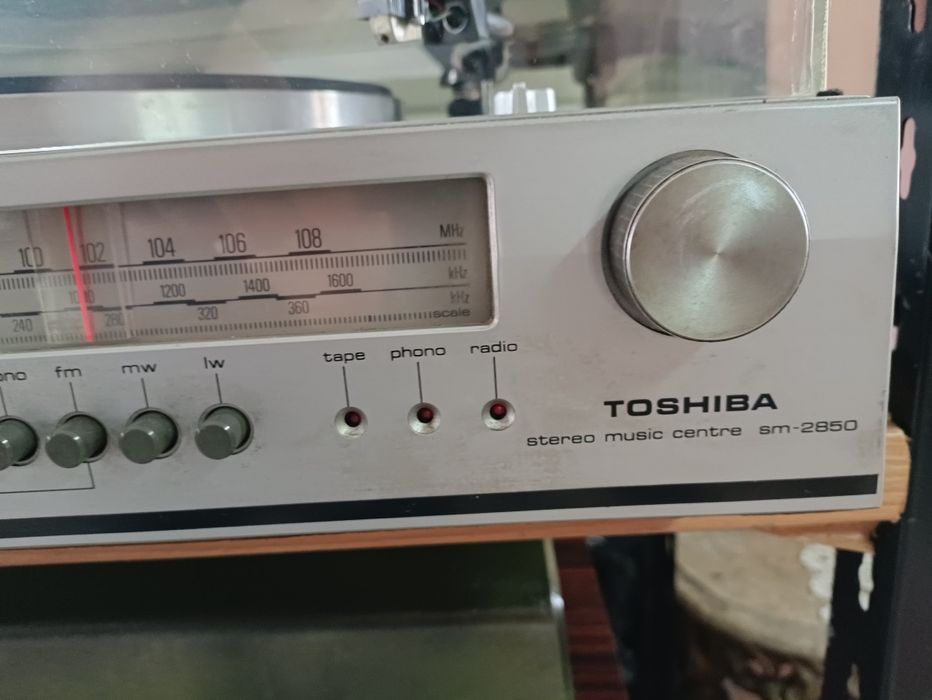 100 102 104 106 108 MHz
1000 1200 1400 1600 kHz
240 280 320 360 kHz
scale
fm mw lw
tape phono radio
TOSHIBA
stereo music centre sm-2850